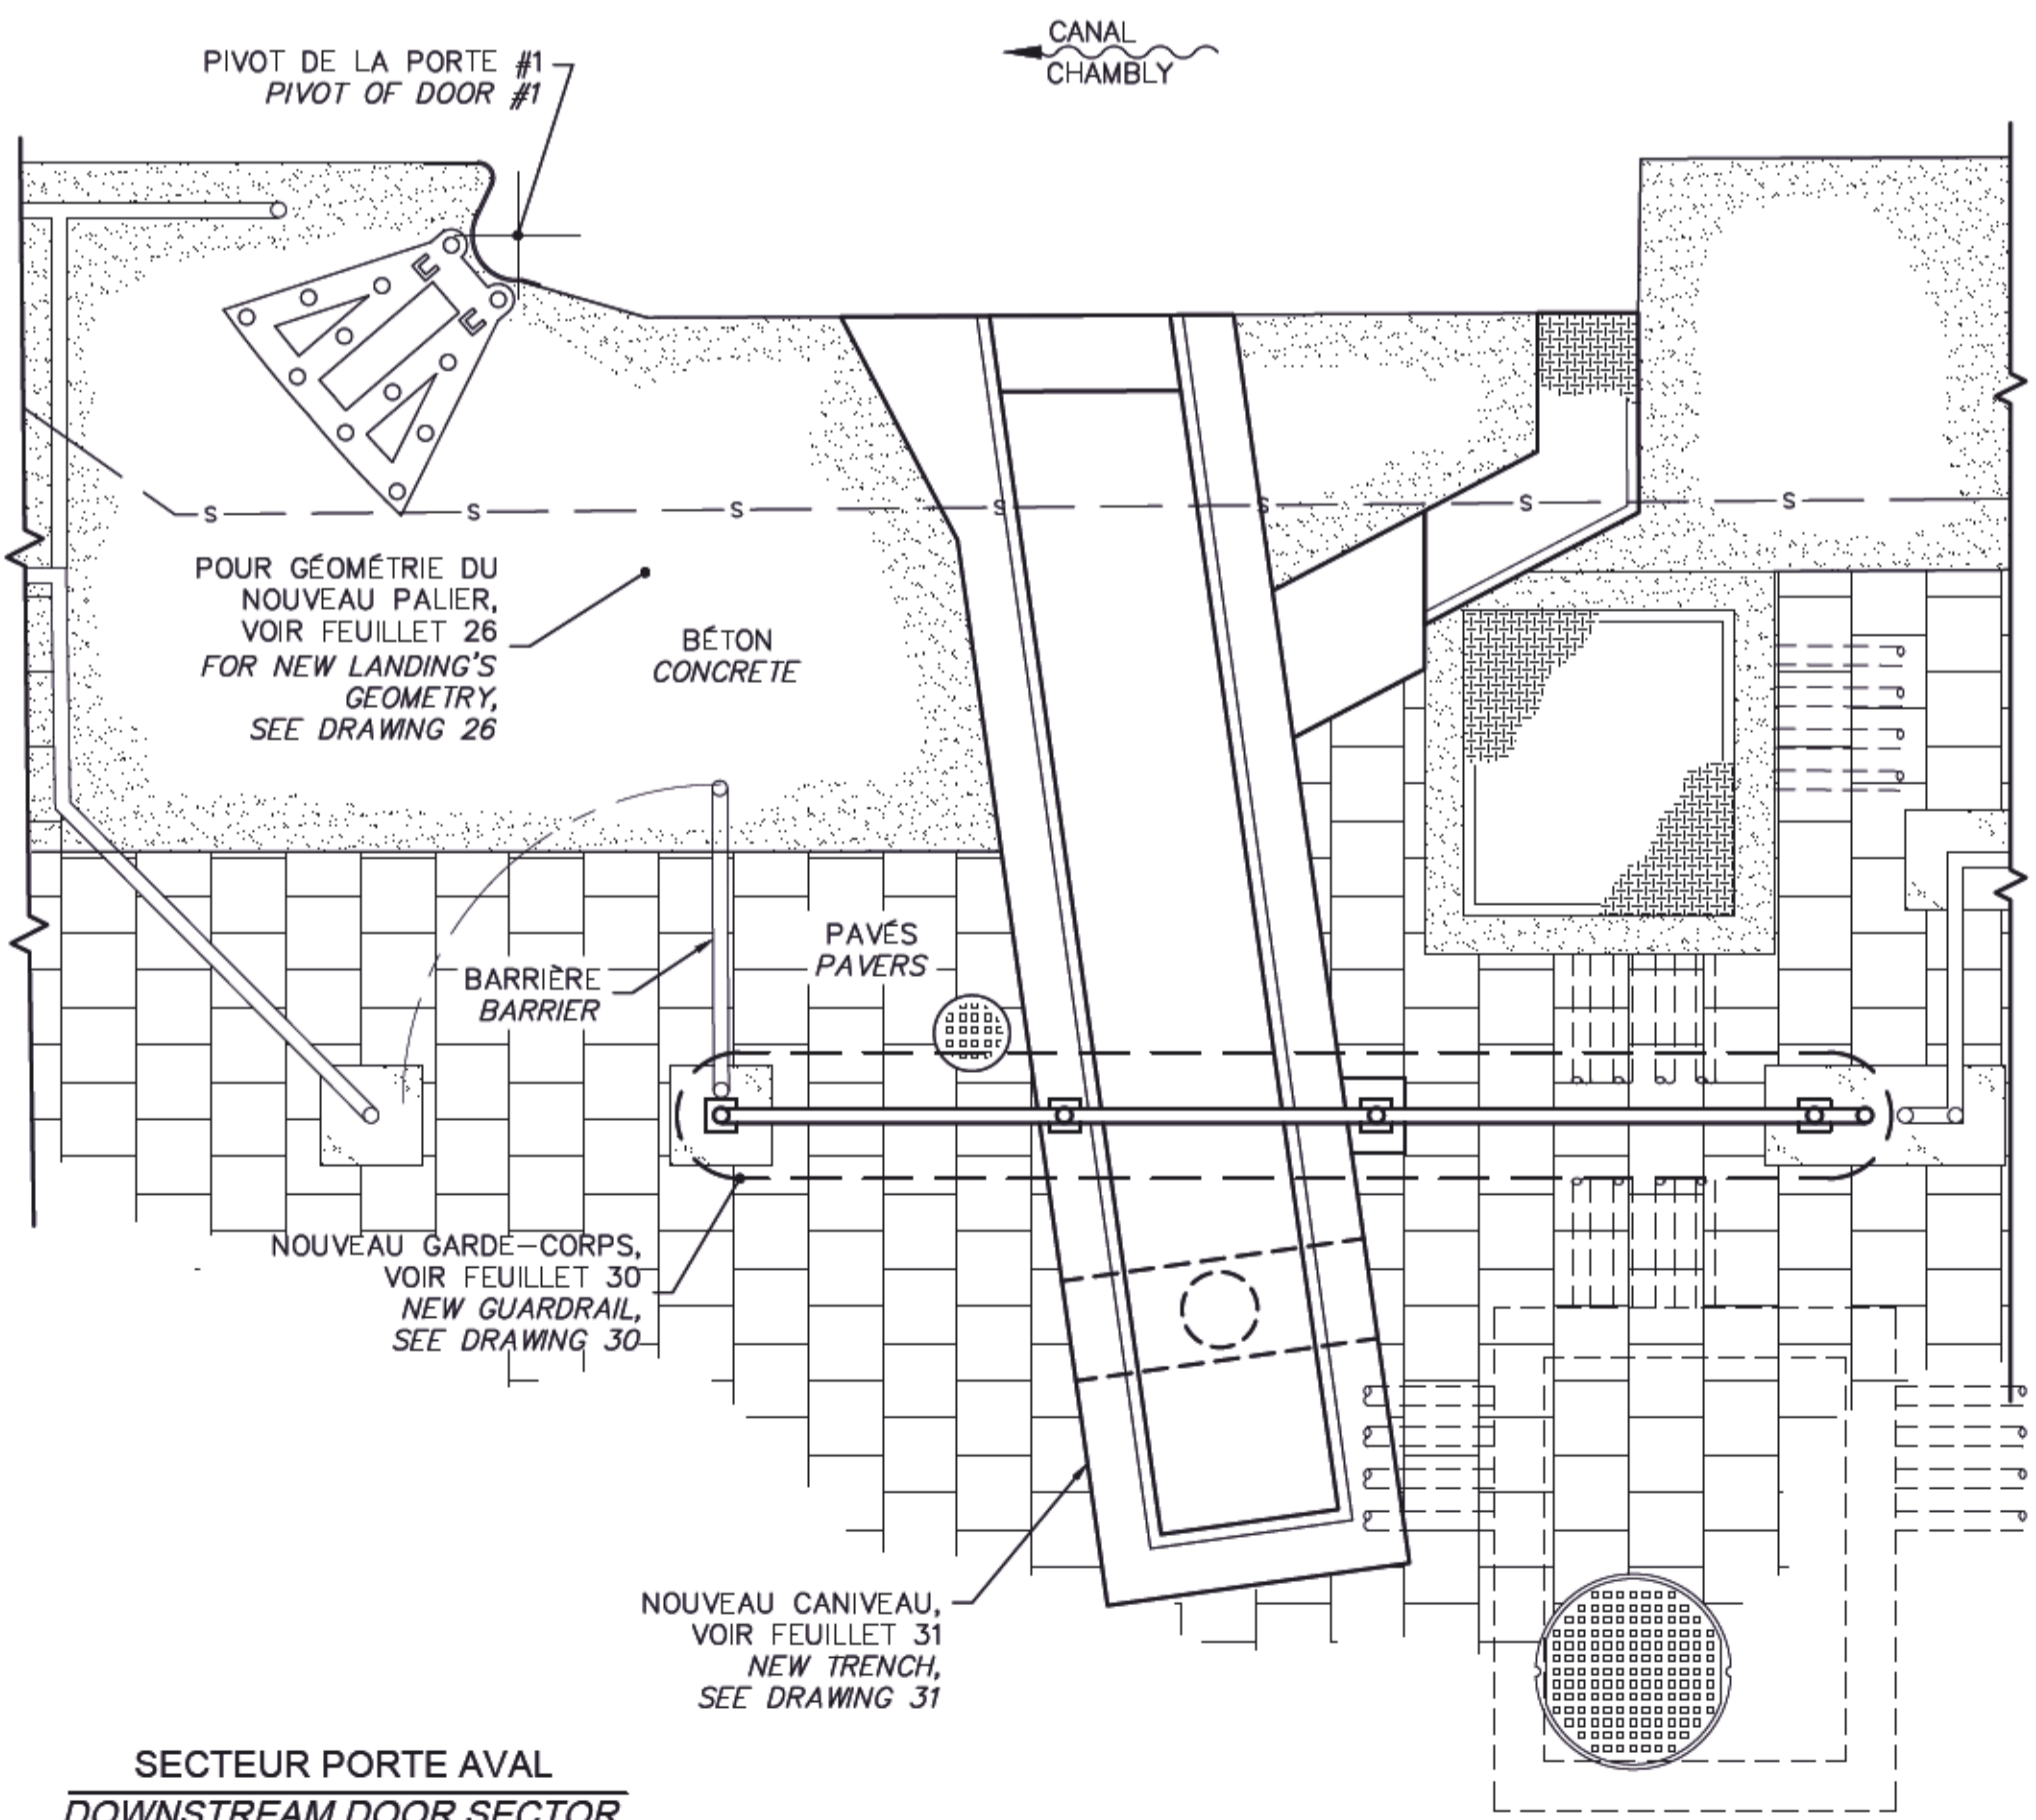 CANAL
CHAMBLY
PIVOT DE LA PORTE #1
PIVOT OF DOOR #1
S S S S S S S
POUR GÉOMÉTRIE DU
NOUVEAU PALIER,
VOIR FEUILLET 26
FOR NEW LANDING'S
GEOMETRY,
SEE DRAWING 26
BÉTON
CONCRETE
PAVÉS
PAVERS
BARRIÈRE
BARRIER
NOUVEAU GARDE-CORPS,
VOIR FEUILLET 30
NEW GUARDRAIL,
SEE DRAWING 30
NOUVEAU CANIVEAU,
VOIR FEUILLET 31
NEW TRENCH,
SEE DRAWING 31
SECTEUR PORTE AVAL
DOWNSTREAM DOOR SECTOR